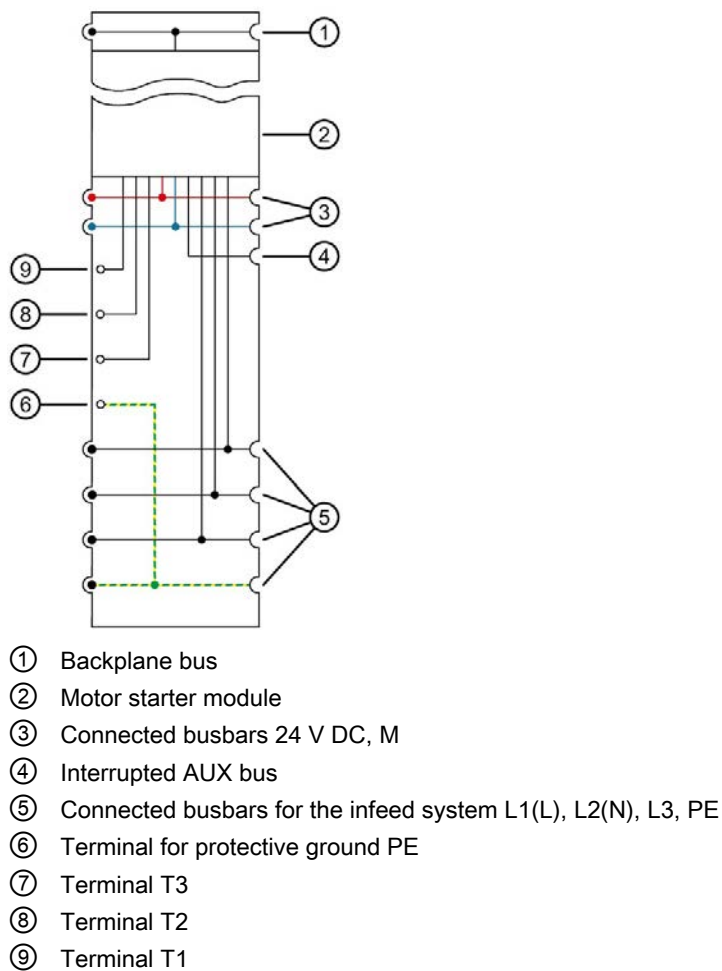 ①
②
③
④
⑨
⑧
⑦
⑥
⑤
① Backplane bus
② Motor starter module
③ Connected busbars 24 V DC, M
④ Interrupted AUX bus
⑤ Connected busbars for the infeed system L1(L), L2(N), L3, PE
⑥ Terminal for protective ground PE
⑦ Terminal T3
⑧ Terminal T2
⑨ Terminal T1